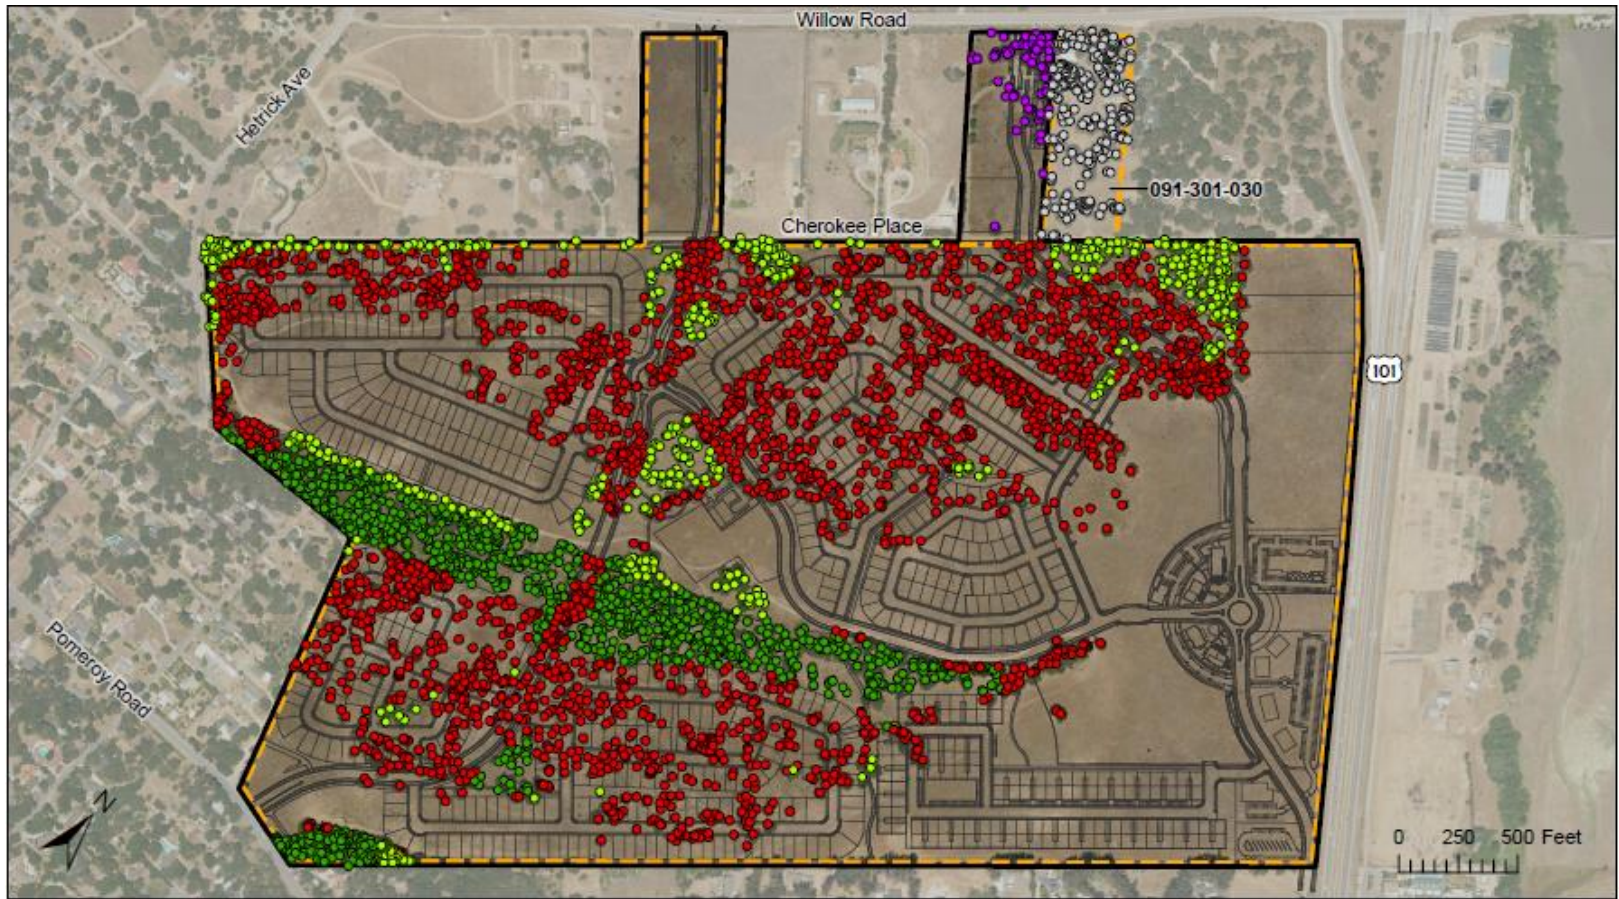 Willow Road
Hetrick Ave
091-301-030
Cherokee Place
101
Pomeroy Road
N
0 250 500 Feet